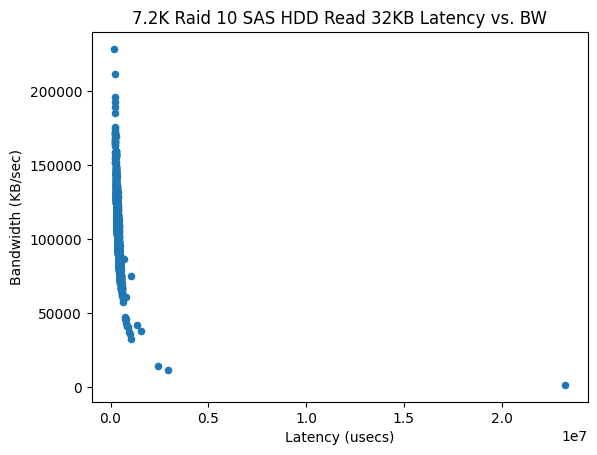 7.2K Raid 10 SAS HDD Read 32KB Latency vs. BW
Bandwidth (KB/sec)
200000
150000
100000
50000
0
0.0 0.5 1.0 1.5 2.0
1e7
Latency (usecs)